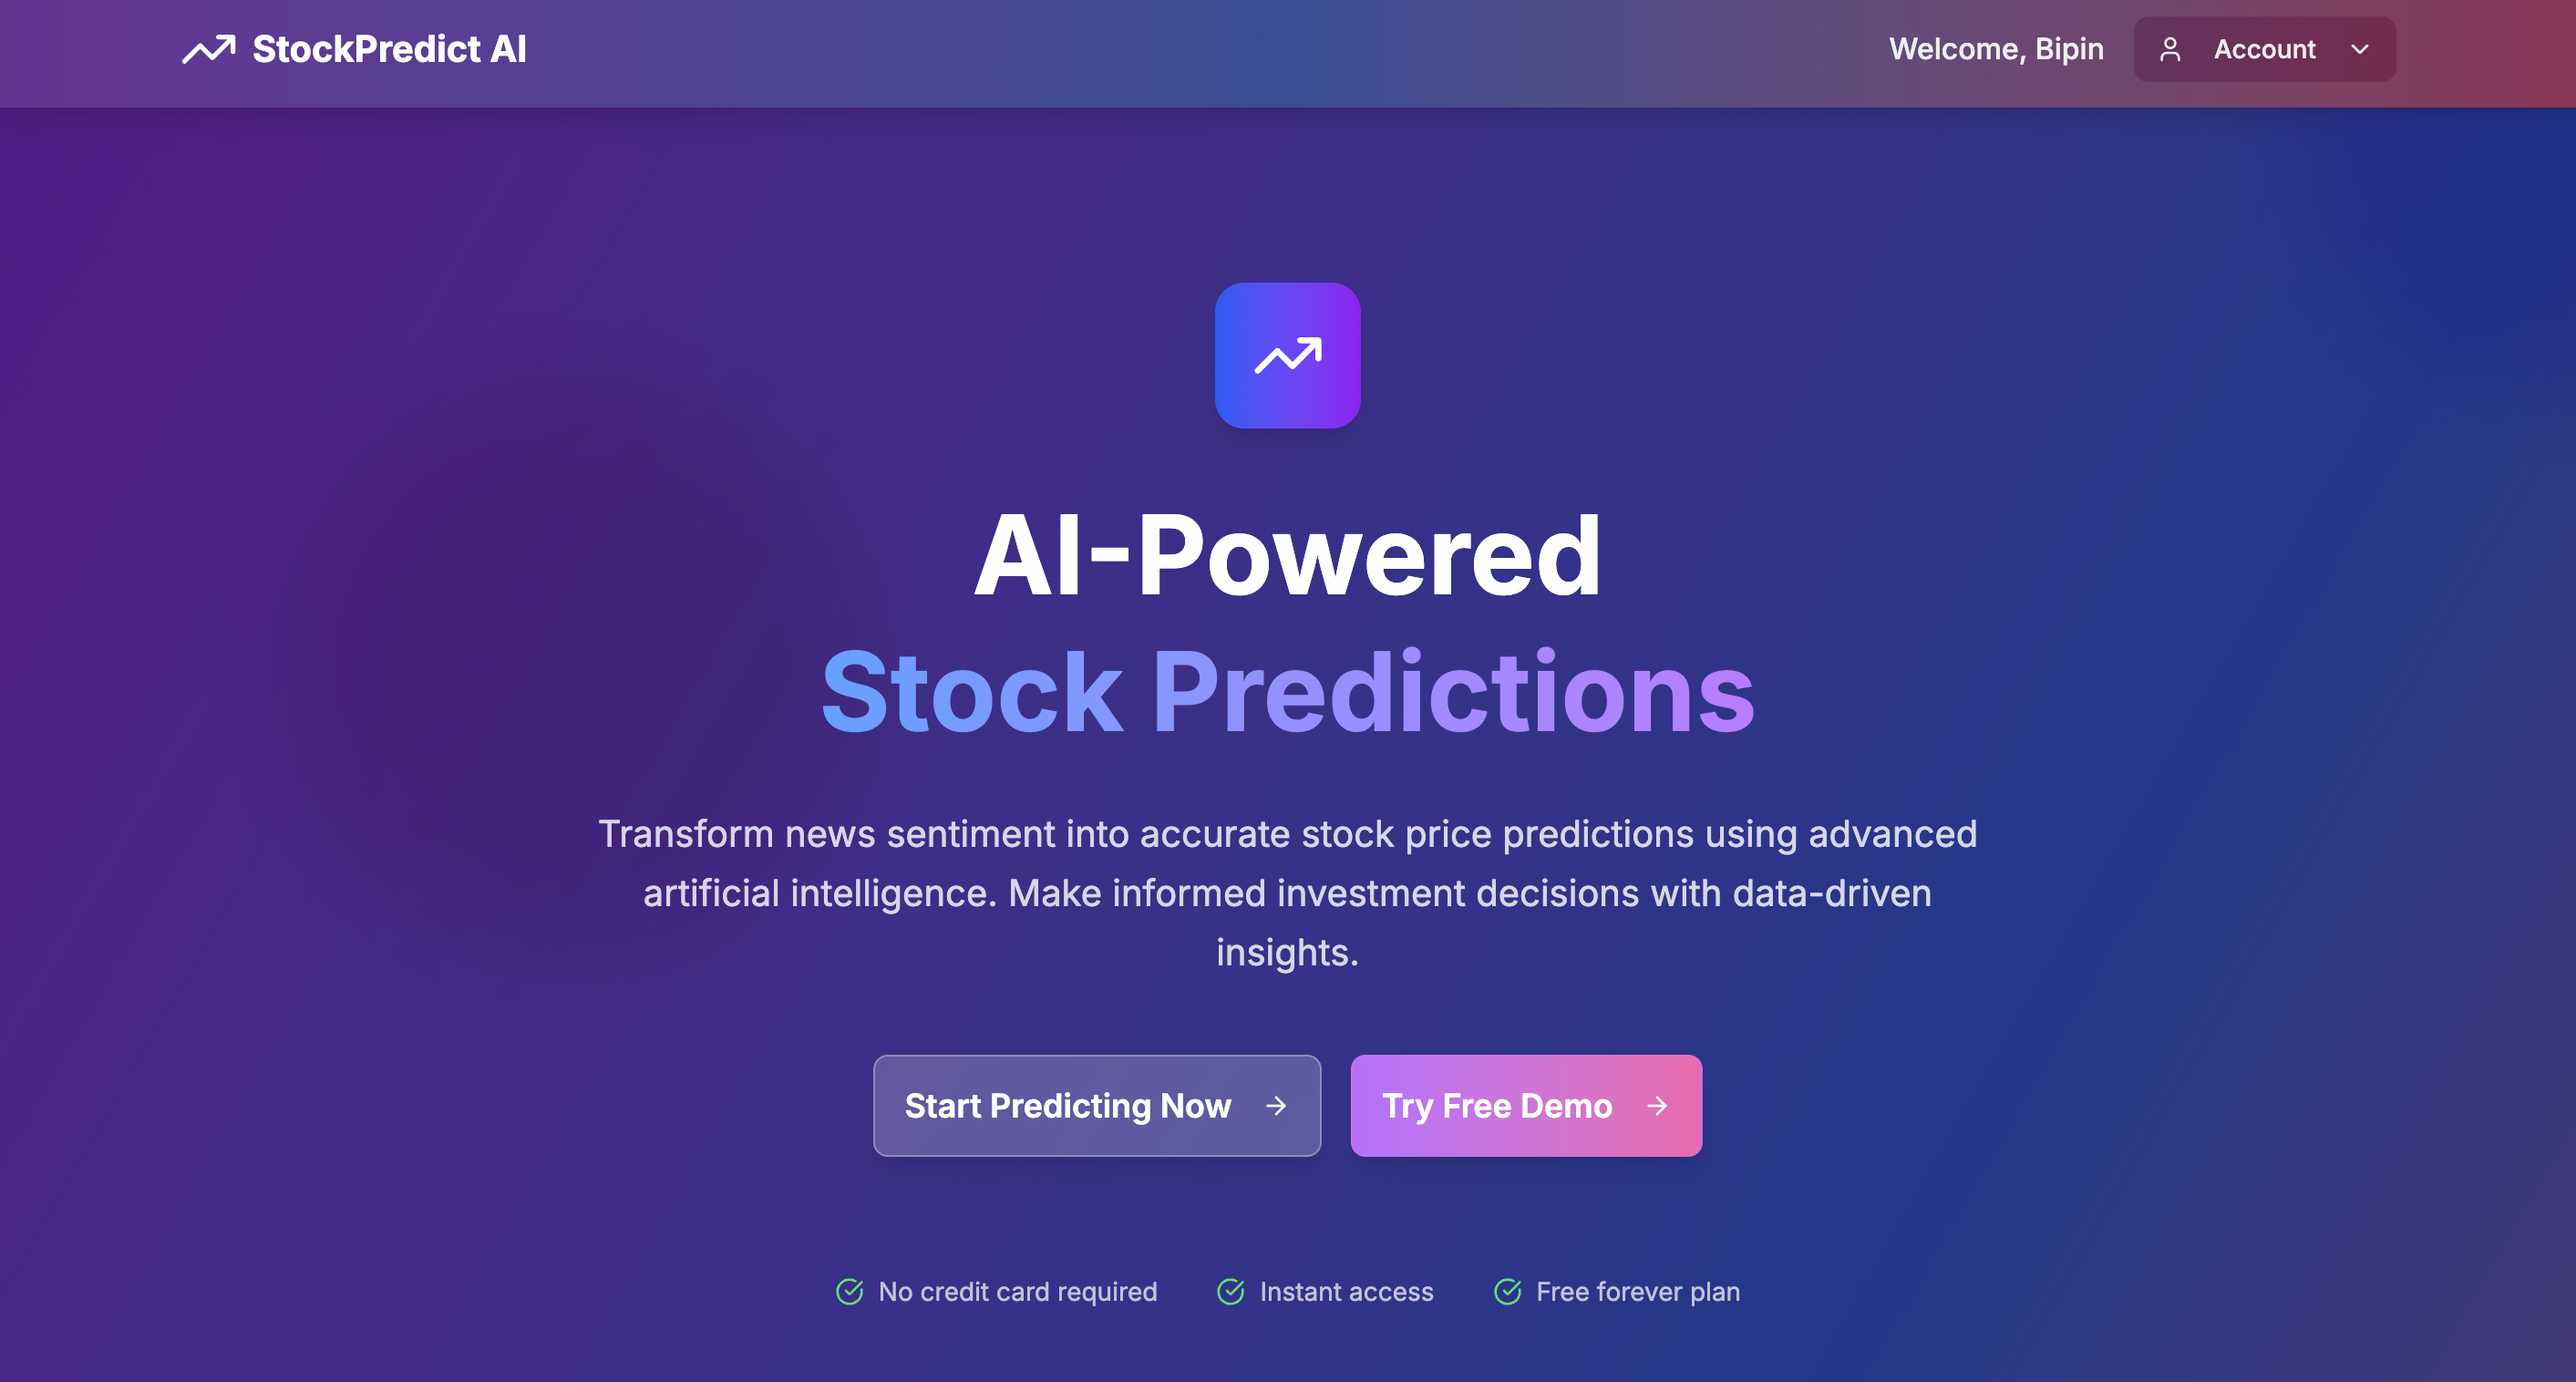 StockPredict AI
Welcome, Bipin
Account
AI-Powered
Stock Predictions
Transform news sentiment into accurate stock price predictions using advanced
artificial intelligence. Make informed investment decisions with data-driven
insights.
Start Predicting Now
Try Free Demo
No credit card required
Instant access
Free forever plan